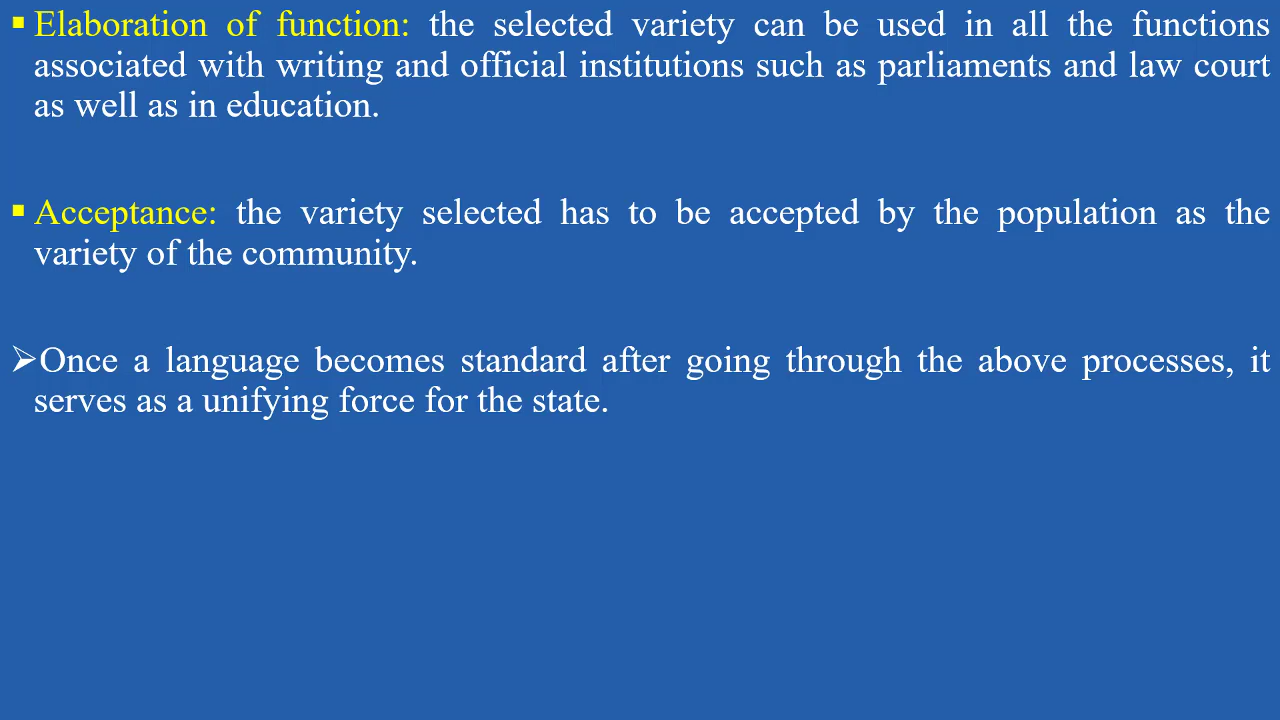 ▪ Elaboration of function: the selected variety can be used in all the functions
associated with writing and official institutions such as parliaments and law court
as well as in education.
▪ Acceptance: the variety selected has to be accepted by the population as the
variety of the community.
➢Once a language becomes standard after going through the above processes, it
serves as a unifying force for the state.